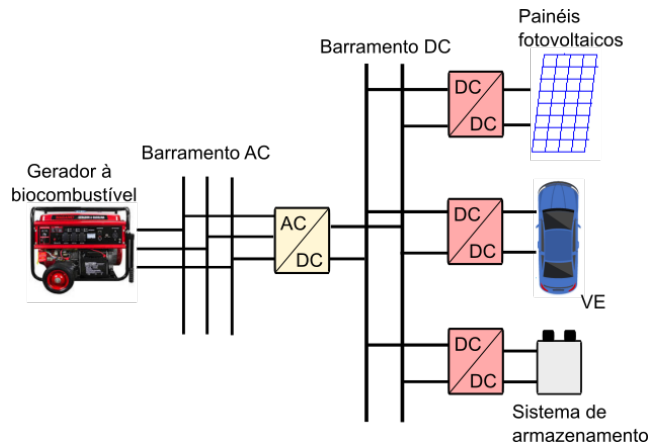 Painéis
fotovoltaicos
Barramento DC
DC
DC
Barramento AC
Gerador à
biocombustível
AC
DC
DC
DC
VE
DC
DC
Sistema de
armazenamento